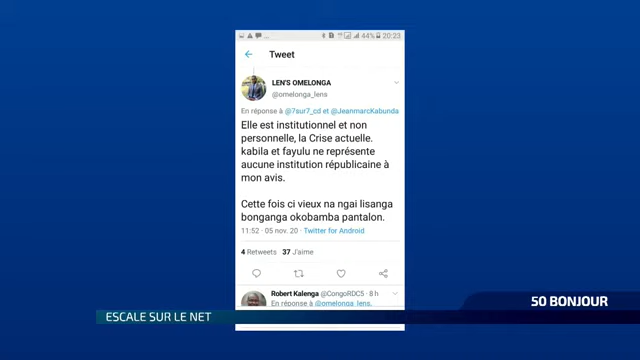 44% 20:23
Tweet
LEN'S OMELONGA
@omelonga_lens
En réponse à @7sur7_cd et @JeanmarcKabunda
Elle est institutionnel et non
personnelle, la Crise actuelle.
kabila et fayulu ne représente
aucune institution républicaine à
mon avis.
Cette fois ci vieux na ngai lisanga
bonganga okobamba pantalon.
11:52 · 05 nov. 20 · Twitter for Android
4 Retweets 37 J'aime
Robert Kalenga @CongoRDC5 · 8 h
En réponse à @omelonga_lens,
50 BONJOUR
ESCALE SUR LE NET